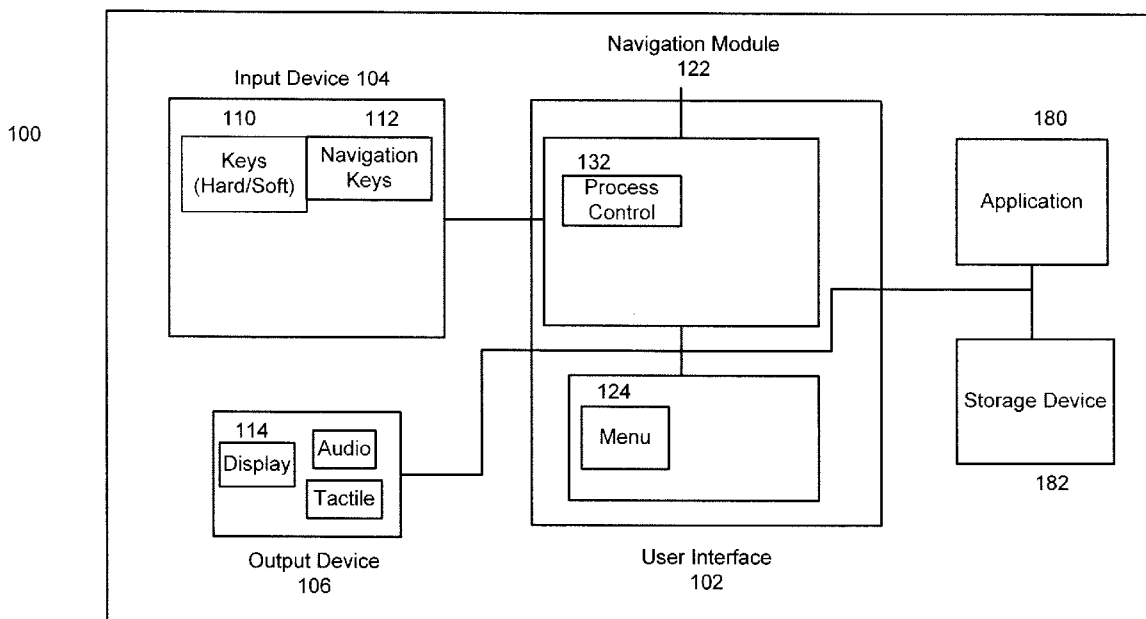 Navigation Module
122
Input Device 104
100
110
112
180
Keys
(Hard/Soft)
Navigation
Keys
132
Process
Control
Application
124
Menu
Storage Device
114
Display
Audio
Tactile
182
Output Device
106
User Interface
102